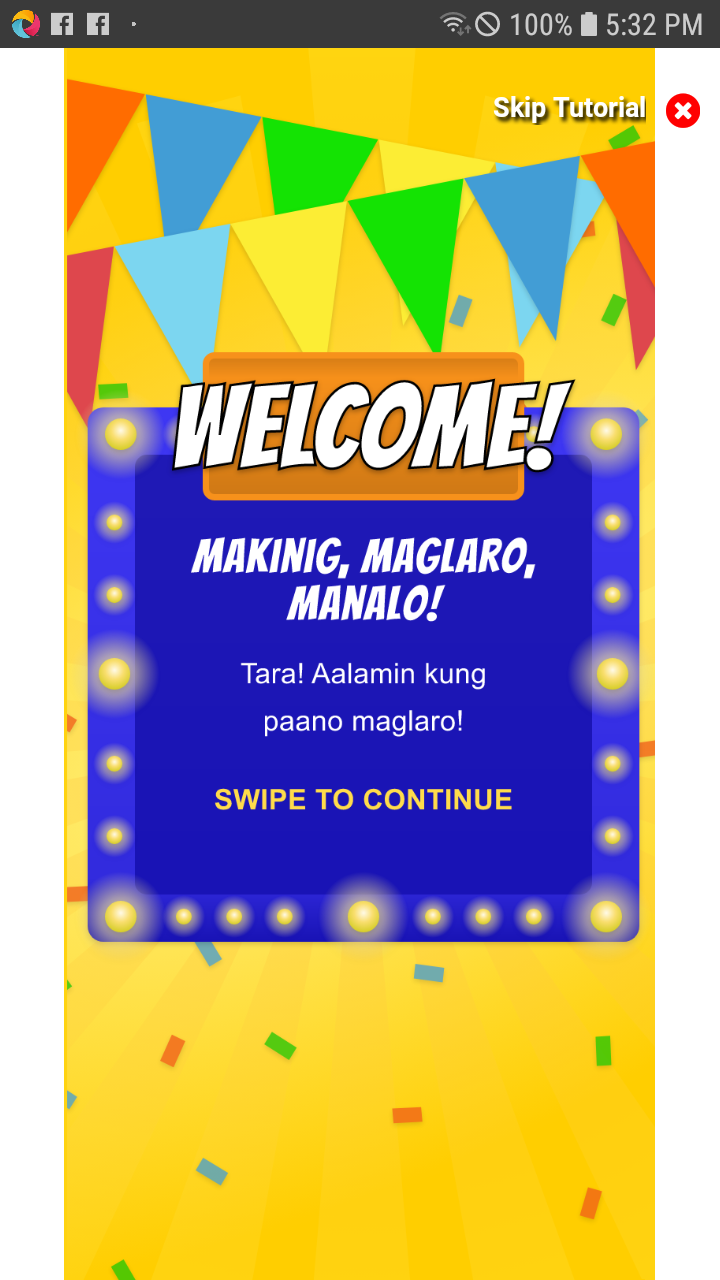 100% 5:32 PM
Skip Tutorial
WELCOME!
MAKINIG, MAGLARO,
MANALO!
Tara! Aalamin kung
paano maglaro!
SWIPE TO CONTINUE